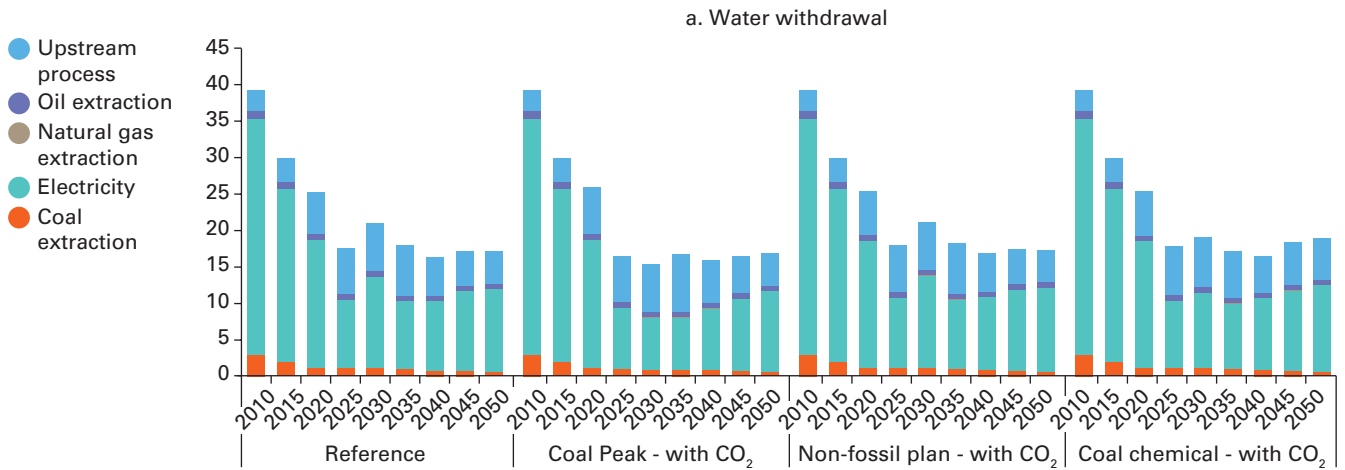 a. Water withdrawal
Upstream
process
Oil extraction
Natural gas
extraction
Electricity
Coal
extraction
45
40
35
30
25
20
15
10
5
0
2010 2015 2020 2025 2030 2035 2040 2045 2050 2010 2015 2020 2025 2030 2035 2040 2045 2050 2010 2015 2020 2025 2030 2035 2040 2045 2050 2010 2015 2020 2025 2030 2035 2040 2045 2050
Reference Coal Peak - with CO₂ Non-fossil plan - with CO₂ Coal chemical - with CO₂